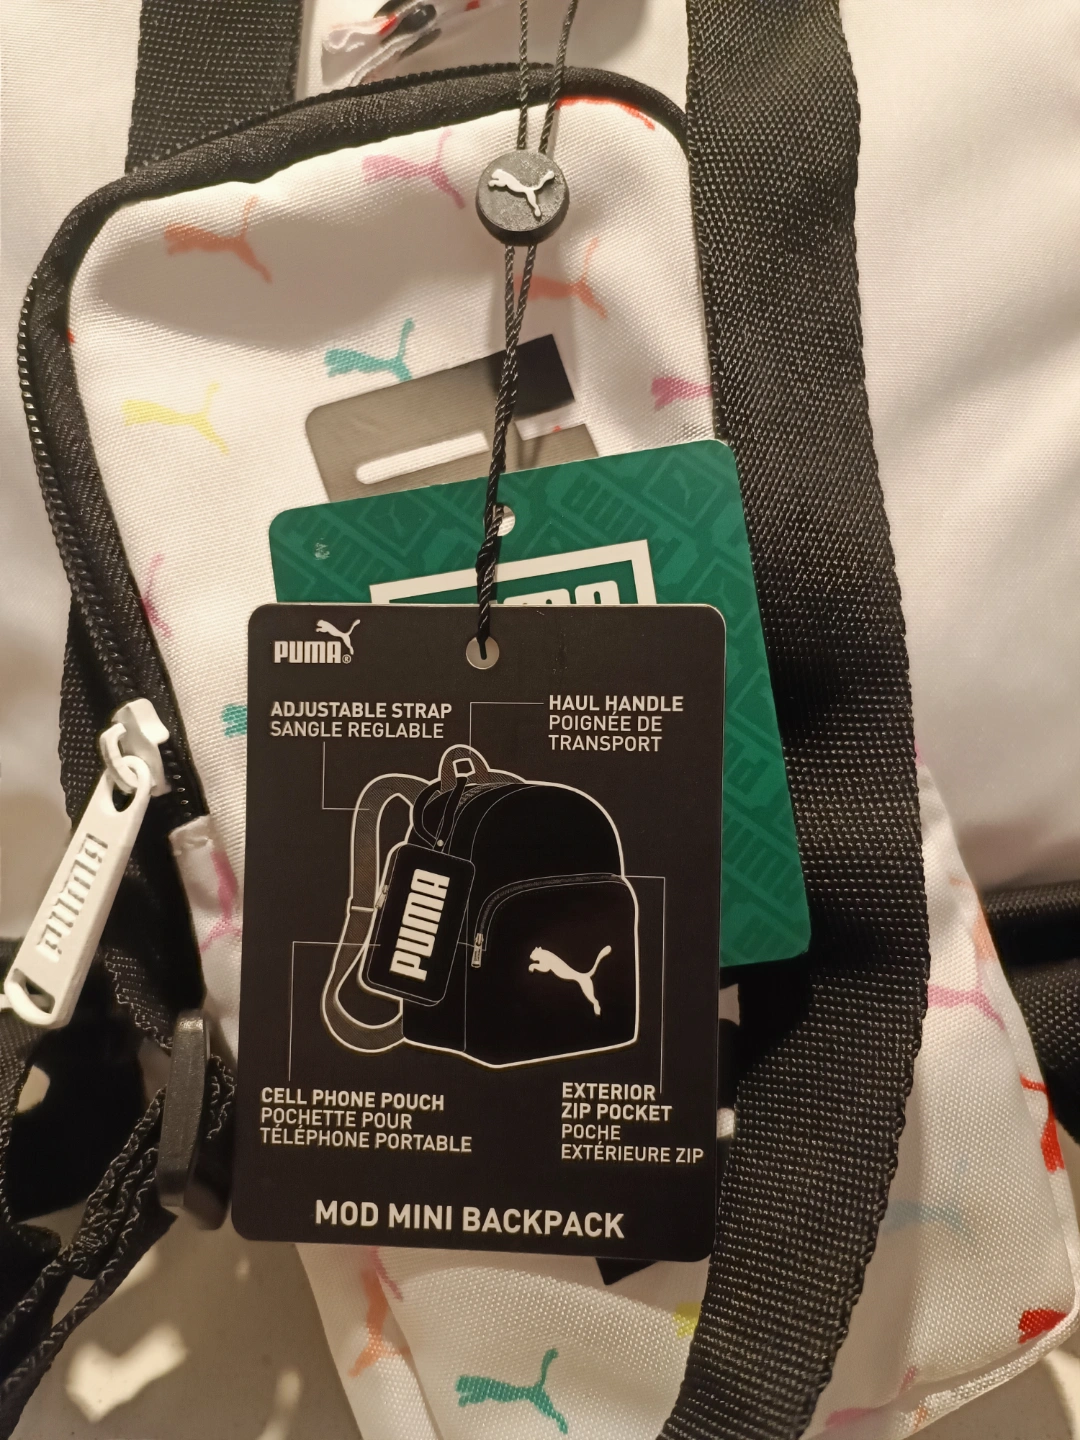 PUMA®
ADJUSTABLE STRAP
SANGLE REGLABLE
HAUL HANDLE
POIGNÉE DE
TRANSPORT
PUMA
PUMA
CELL PHONE POUCH
POCHETTE POUR
TÉLÉPHONE PORTABLE
EXTERIOR
ZIP POCKET
POCHE
EXTÉRIEURE ZIP
MOD MINI BACKPACK